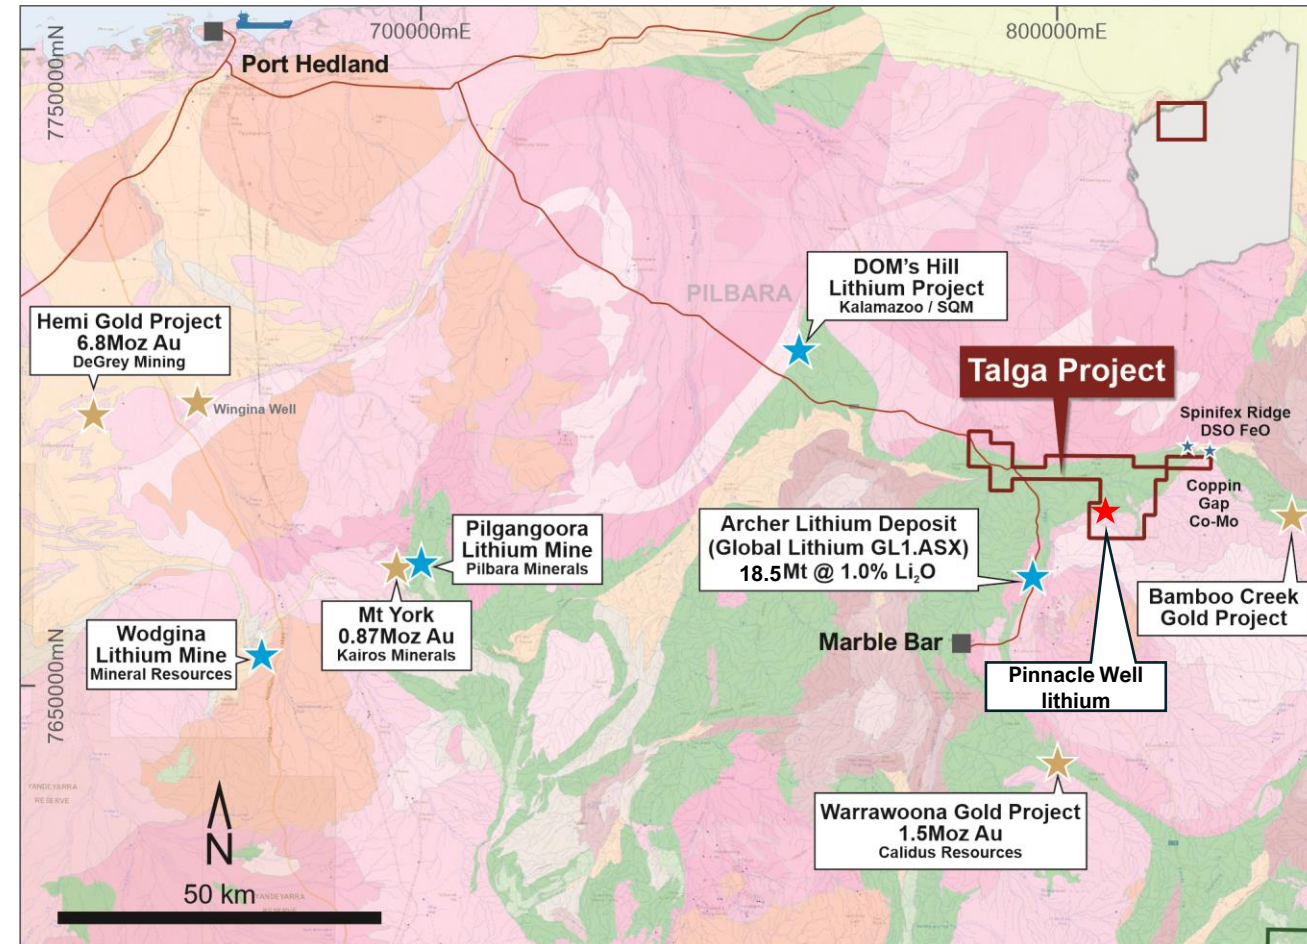 700000mE
800000mE
7750000mN
7650000mN
Port Hedland
PILBARA
DOM's Hill
Lithium Project
Kalamazoo / SQM
Hemi Gold Project
6.8Moz Au
DeGrey Mining
Wingina Well
Talga Project
Spinifex Ridge
DSO FeO
Coppin
Gap
Co-Mo
Pilgangoora
Lithium Mine
Pilbara Minerals
Archer Lithium Deposit
(Global Lithium GL1.ASX)
18.5Mt @ 1.0% Li₂O
Bamboo Creek
Gold Project
Mt York
0.87Moz Au
Kairos Minerals
Wodgina
Lithium Mine
Mineral Resources
Marble Bar
Pinnacle Well
lithium
Warrawoona Gold Project
1.5Moz Au
Calidus Resources
YANDEYARRA
RESERVE
N
50 km
YANDEYARRA
RESERVE